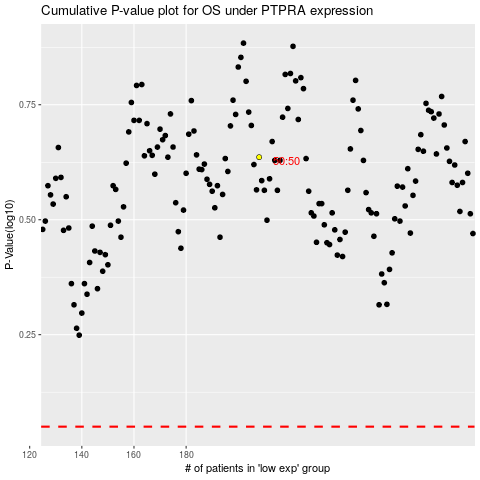 Cumulative P-value plot for OS under PTPRA expression
P-Value(log10)
0.75
0.50
0.25
50:50
120
140
160
180
# of patients in 'low exp' group